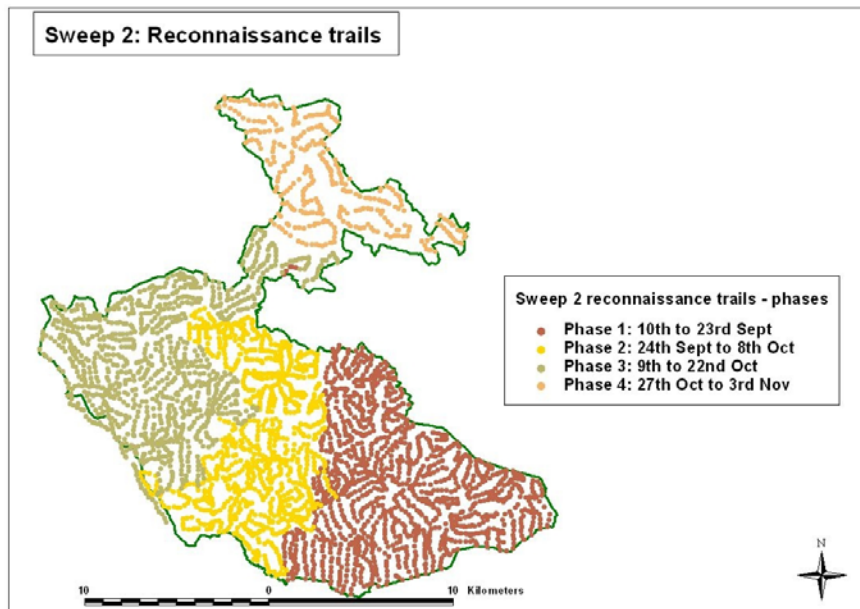 Sweep 2: Reconnaissance trails
Sweep 2 reconnaissance trails - phases
Phase 1: 10th to 23rd Sept
Phase 2: 24th Sept to 8th Oct
Phase 3: 9th to 22nd Oct
Phase 4: 27th Oct to 3rd Nov
N
10 0 10 Kilometers